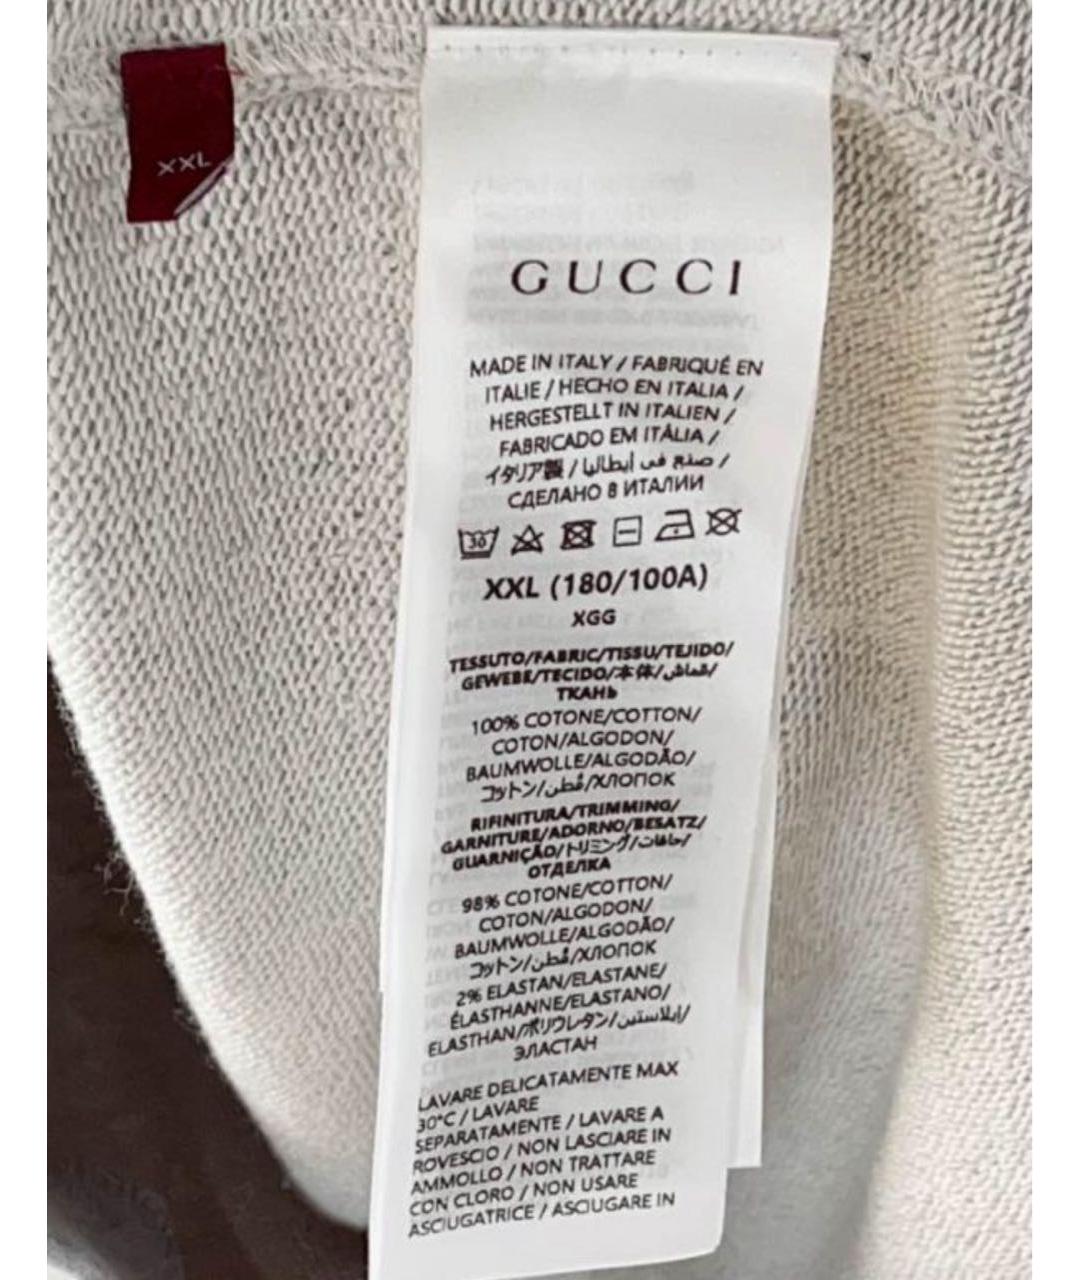 XXL
GUCCI
MADE IN ITALY / FABRIQUÉ EN
ITALIE / HECHO EN ITALIA /
HERGESTELLT IN ITALIEN /
FABRICADO EM ITÁLIA /
イタリア製 / صنع في أيطاليا /
СДЕЛАНО В ИТАЛИИ
30
XXL (180/100A)
XGG
TESSUTO/FABRIC/TISSU/TEJIDO/
GEWEBE/TECIDO/本体/قماش/
ТКАНЬ
100% COTONE/COTTON/
COTON/ALGODON/
BAUMWOLLE/ALGODÃO/
コットン/قطن/ХЛОПОК
RIFINITURA/TRIMMING/
GARNITURE/ADORNO/BESATZ/
GUARNIÇÃO/トリミング/حافات/
ОТДЕЛКА
98% COTONE/COTTON/
COTON/ALGODON/
BAUMWOLLE/ALGODÃO/
コットン/قطن/ХЛОПОК
2% ELASTAN/ELASTANE/
ÉLASTHANNE/ELASTANO/
ELASTHAN/ポリウレタン/إيلاستين/
ЭЛАСТАН
LAVARE DELICATAMENTE MAX
30°C / LAVARE
SEPARATAMENTE / LAVARE A
ROVESCIO / NON LASCIARE IN
AMMOLLO / NON TRATTARE
CON CLORO / NON USARE
ASCIUGATRICE / ASCIUGARE IN